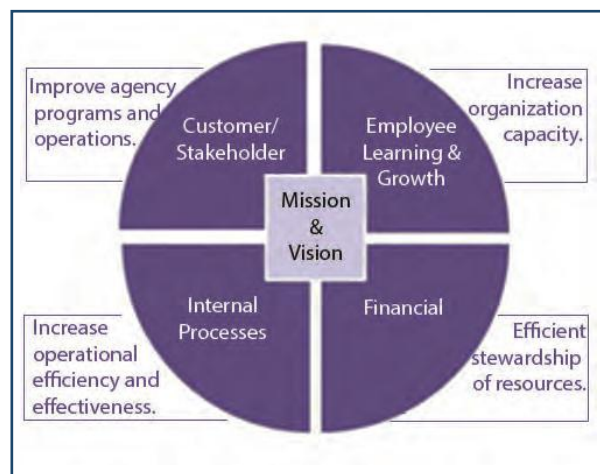 Improve agency
programs and
operations.
Customer/
Stakeholder
Employee
Learning &
Growth
Increase
organization
capacity.
Mission
&
Vision
Increase
operational
efficiency and
effectiveness.
Internal
Processes
Financial
Efficient
stewardship
of resources.